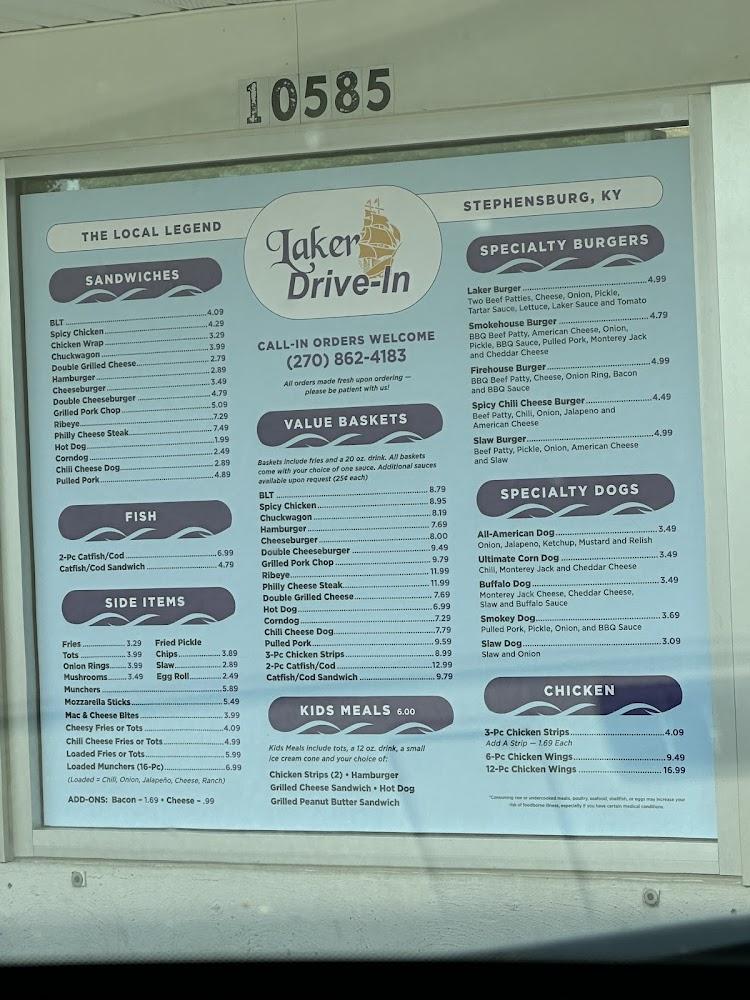 10585
THE LOCAL LEGEND
Laker
Drive-In
STEPHENSBURG, KY
SANDWICHES
BLT 4.09
Spicy Chicken 4.29
Chicken Wrap 3.29
Chuckwagon 3.99
Double Grilled Cheese 2.79
Hamburger 2.89
Cheeseburger 3.49
Double Cheeseburger 4.79
Grilled Pork Chop 5.09
Ribeye 7.29
Philly Cheese Steak 7.49
Hot Dog 1.99
Corndog 2.49
Chili Cheese Dog 2.89
Pulled Pork 4.89
FISH
2-Pc Catfish/Cod 6.99
Catfish/Cod Sandwich 4.79
SIDE ITEMS
Fries 3.29
Tots 3.99
Onion Rings 3.99
Mushrooms 3.49
Fried Pickle
Chips 3.89
Slaw 2.89
Egg Roll 2.49
Munchers 5.89
Mozzarella Sticks 5.49
Mac & Cheese Bites 3.99
Cheesy Fries or Tots 4.09
Chili Cheese Fries or Tots 4.99
Loaded Fries or Tots 5.99
Loaded Munchers (16-Pc) 6.99
(Loaded = Chili, Onion, Jalapeño, Cheese, Ranch)
ADD-ONS: Bacon - 1.69 • Cheese - .99
CALL-IN ORDERS WELCOME
(270) 862-4183
All orders made fresh upon ordering —
please be patient with us!
VALUE BASKETS
Baskets include fries and a 20 oz. drink. All baskets
come with your choice of one sauce. Additional sauces
available upon request (25¢ each)
BLT 8.79
Spicy Chicken 8.95
Chuckwagon 8.19
Hamburger 7.69
Cheeseburger 8.00
Double Cheeseburger 9.49
Grilled Pork Chop 9.79
Ribeye 11.99
Philly Cheese Steak 11.99
Double Grilled Cheese 7.69
Hot Dog 6.99
Corndog 7.29
Chili Cheese Dog 7.79
Pulled Pork 9.59
3-Pc Chicken Strips 8.99
2-Pc Catfish/Cod 12.99
Catfish/Cod Sandwich 9.79
KIDS MEALS 6.00
Kids Meals include tots, a 12 oz. drink, a small
ice cream cone and your choice of:
Chicken Strips (2) • Hamburger
Grilled Cheese Sandwich • Hot Dog
Grilled Peanut Butter Sandwich
SPECIALTY BURGERS
Laker Burger 4.99
Two Beef Patties, Cheese, Onion, Pickle,
Tartar Sauce, Lettuce, Laker Sauce and Tomato
Smokehouse Burger 4.79
BBQ Beef Patty, American Cheese, Onion,
Pickle, BBQ Sauce, Pulled Pork, Monterey Jack
and Cheddar Cheese
Firehouse Burger 4.99
BBQ Beef Patty, Cheese, Onion Ring, Bacon
and BBQ Sauce
Spicy Chili Cheese Burger 4.49
Beef Patty, Chili, Onion, Jalapeno and
American Cheese
Slaw Burger 4.99
Beef Patty, Pickle, Onion, American Cheese
and Slaw
SPECIALTY DOGS
All-American Dog 3.49
Onion, Jalapeno, Ketchup, Mustard and Relish
Ultimate Corn Dog 3.49
Chili, Monterey Jack and Cheddar Cheese
Buffalo Dog 3.49
Monterey Jack Cheese, Cheddar Cheese,
Slaw and Buffalo Sauce
Smokey Dog 3.69
Pulled Pork, Pickle, Onion, and BBQ Sauce
Slaw Dog 3.09
Slaw and Onion
CHICKEN
3-Pc Chicken Strips 4.09
Add A Strip — 1.69 Each
6-Pc Chicken Wings 9.49
12-Pc Chicken Wings 16.99
*Consuming raw or undercooked meats, poultry, seafood, shellfish, or eggs may increase your
risk of foodborne illness, especially if you have certain medical conditions.